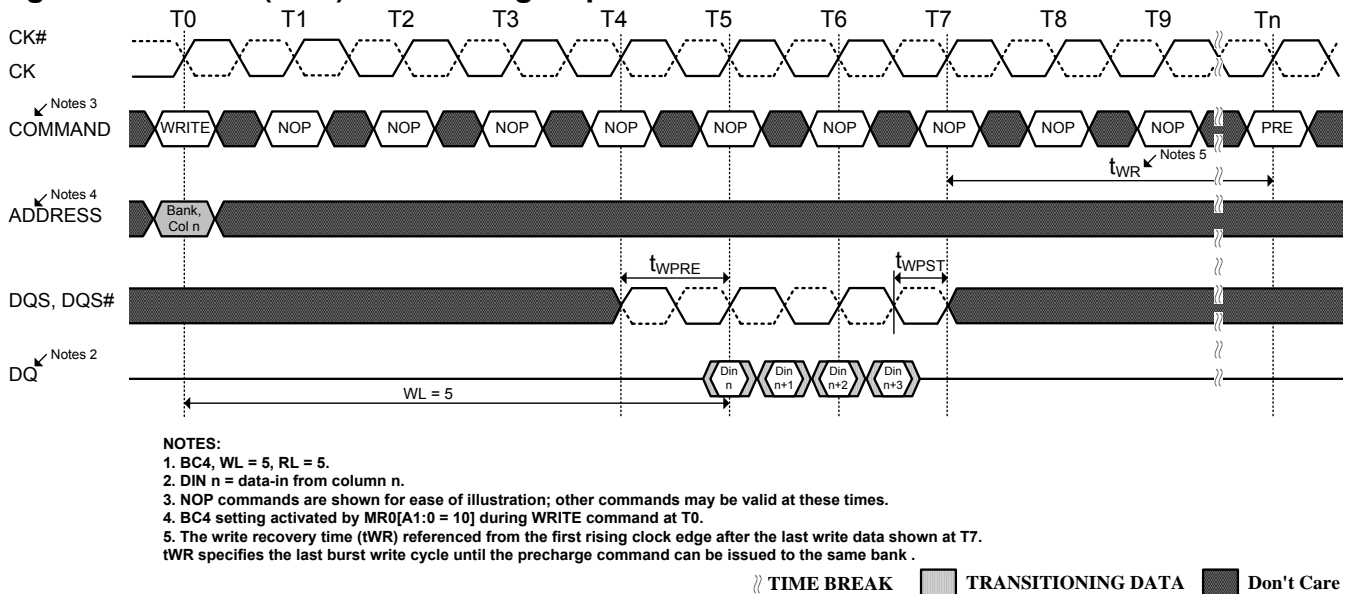 T0 T1 T2 T3 T4 T5 T6 T7 T8 T9 Tn
CK#
CK
Notes 3
COMMAND
WRITE NOP NOP NOP NOP NOP NOP NOP NOP NOP PRE
tWR Notes 5
Notes 4
ADDRESS
Bank,
Col n
tWPRE tWPST
DQS, DQS#
Notes 2
DQ
Din n Din n+1 Din n+2 Din n+3
WL = 5
NOTES:
1. BC4, WL = 5, RL = 5.
2. DIN n = data-in from column n.
3. NOP commands are shown for ease of illustration; other commands may be valid at these times.
4. BC4 setting activated by MR0[A1:0 = 10] during WRITE command at T0.
5. The write recovery time (tWR) referenced from the first rising clock edge after the last write data shown at T7.
tWR specifies the last burst write cycle until the precharge command can be issued to the same bank .
TIME BREAK TRANSITIONING DATA Don't Care